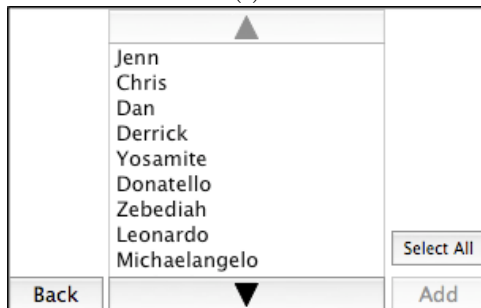 Jenn
Chris
Dan
Derrick
Yosamite
Donatello
Zebediah
Leonardo
Michaelangelo
Select All
Back
Add